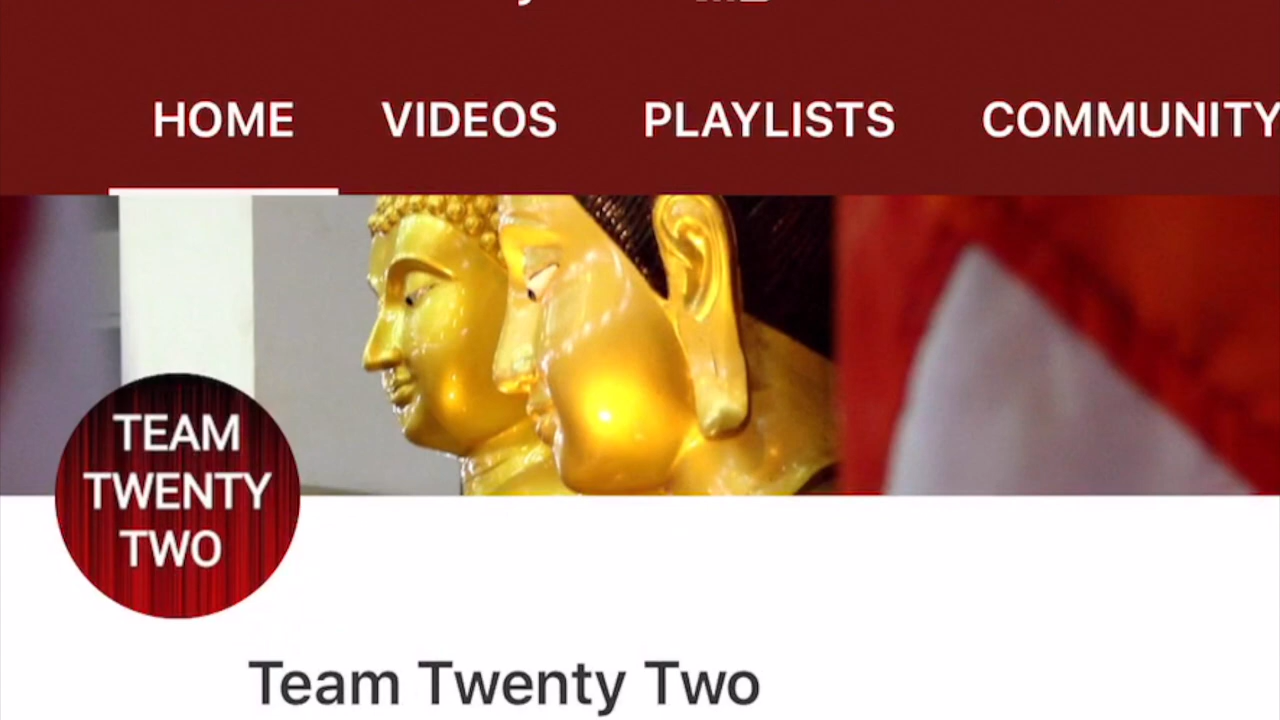 HOME VIDEOS PLAYLISTS COMMUNITY
TEAM
TWENTY
TWO
Team Twenty Two